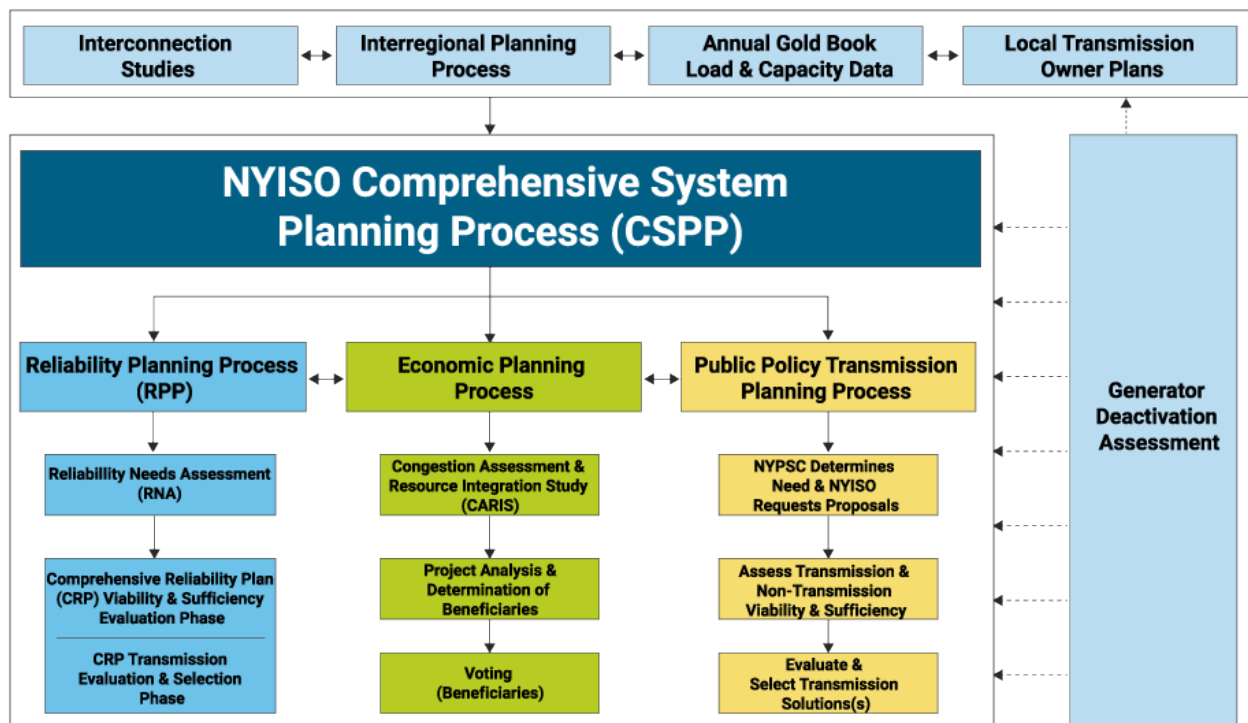 Interconnection
Studies
Interregional Planning
Process
Annual Gold Book
Load & Capacity Data
Local Transmission
Owner Plans
NYISO Comprehensive System
Planning Process (CSPP)
Reliability Planning Process
(RPP)
Economic Planning
Process
Public Policy Transmission
Planning Process
Generator
Deactivation
Assessment
Reliabillity Needs Assessment
(RNA)
Congestion Assessment &
Resource Integration Study
(CARIS)
NYPSC Determines
Need & NYISO
Requests Proposals
Comprehensive Reliability Plan
(CRP) Viability & Sufficiency
Evaluation Phase
CRP Transmission
Evaluation & Selection
Phase
Project Analysis &
Determination of
Beneficiaries
Assess Transmission &
Non-Transmission
Viability & Sufficiency
Voting
(Beneficiaries)
Evaluate &
Select Transmission
Solutions(s)